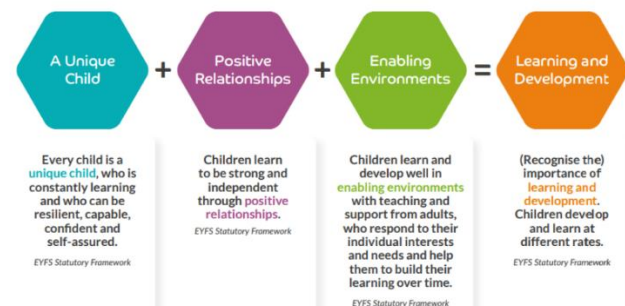 A Unique
Child
+
Positive
Relationships
+
Enabling
Environments
=
Learning and
Development
Every child is a
unique child, who is
constantly learning
and who can be
resilient, capable,
confident and
self-assured.
EYFS Statutory Framework
Children learn
to be strong and
independent
through positive
relationships.
EYFS Statutory Framework
Children learn and
develop well in
enabling environments
with teaching and
support from adults,
who respond to their
individual interests
and needs and help
them to build their
learning over time.
EYFS Statutory Framework
(Recognise the)
importance of
learning and
development.
Children develop
and learn at
different rates.
EYFS Statutory Framework